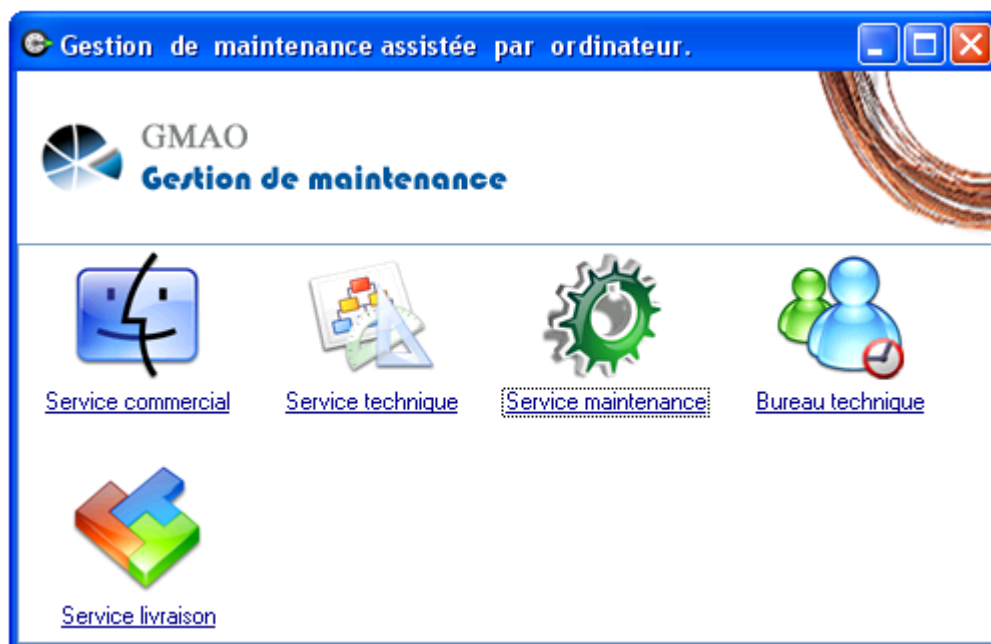 Gestion de maintenance assistée par ordinateur.
GMAO
Gestion de maintenance
Service commercial
Service technique
Service maintenance
Bureau technique
Service livraison